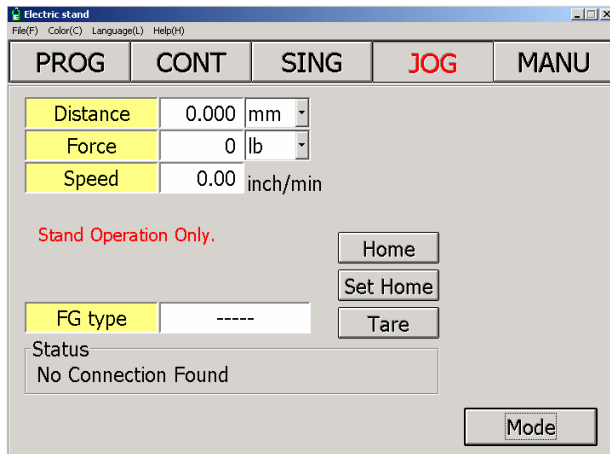 Electric stand
File(F) Color(C) Language(L) Help(H)
PROG CONT SING JOG MANU
Distance 0.000 mm
Force 0 lb
Speed 0.00 inch/min
Stand Operation Only.
Home
Set Home
FG type -----
Tare
Status
No Connection Found
Mode